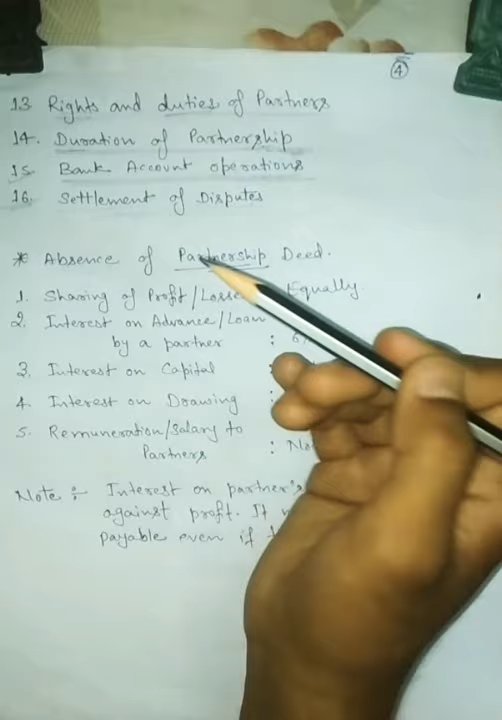 ④
13 Rights and duties of Partners
14. Duration of Partnership
15. Bank Account operations
16. Settlement of Disputes
* Absence of Partnership Deed.
1. Sharing of Profit/Losse Equally.
2. Interest on Advance/Loan
by a partner : 6%
3. Interest on Capital :
4. Interest on Drawing :
5. Remuneration/Salary to
Partners : No
Note :- Interest on partner's
against profit. It
payable even if